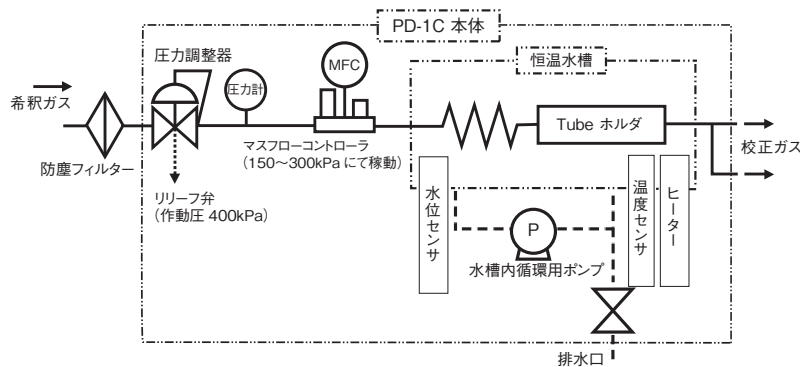 PD-1C 本体
圧力調整器
恒温水槽
MFC
希釈ガス
圧力計
Tube ホルダ
マスフローコントローラ
(150〜300kPa にて稼動)
校正ガス
防塵フィルター
リリーフ弁
(作動圧 400kPa)
水位センサ
温度センサ
ヒーター
P
水槽内循環用ポンプ
排水口